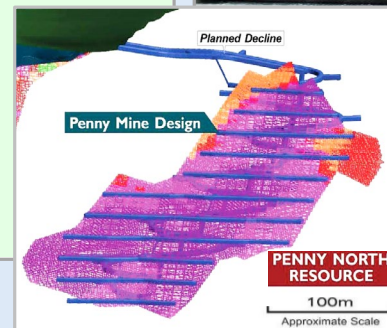 Planned Decline
Penny Mine Design
PENNY NORTH
RESOURCE
100m
Approximate Scale